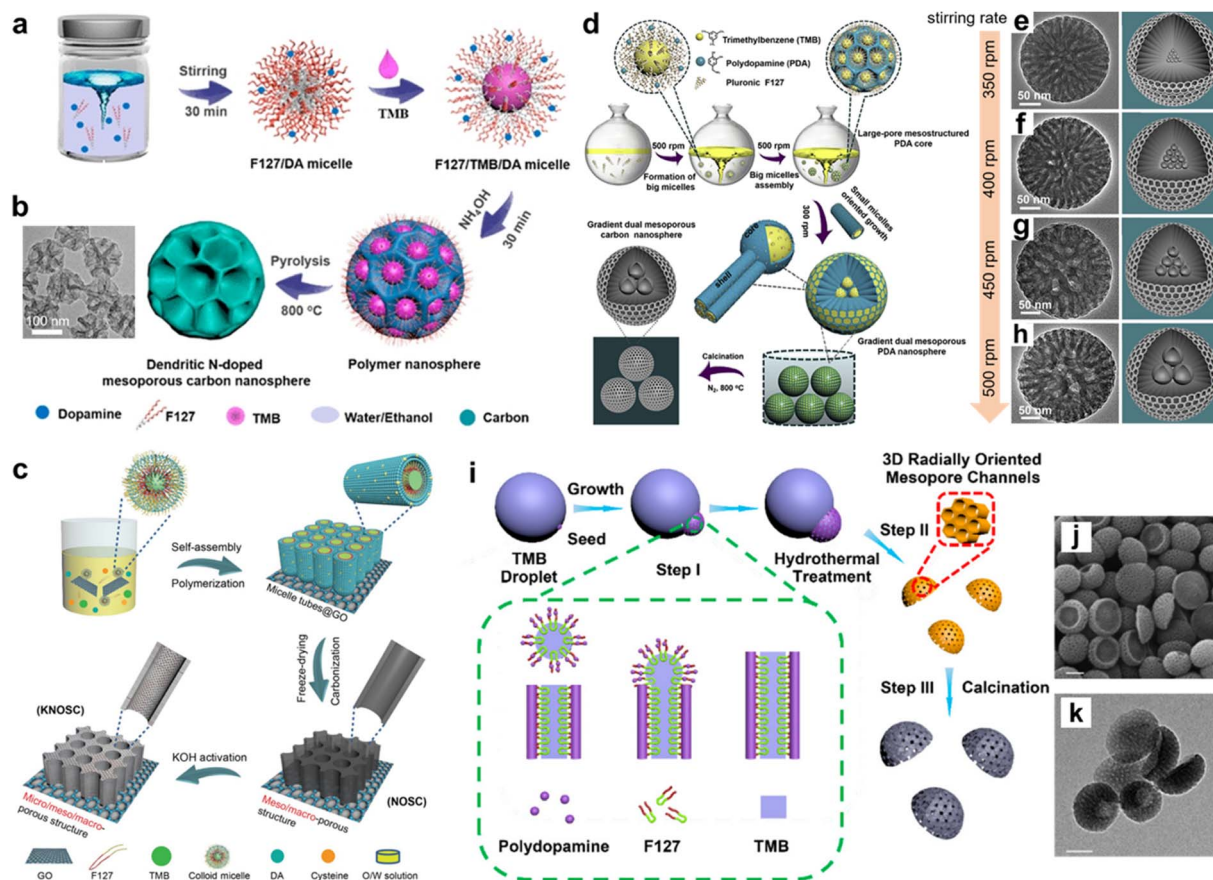 a
Stirring
30 min
TMB
F127/DA micelle
F127/TMB/DA micelle
NH₄OH
30 min
b
100 nm
Pyrolysis
800 ºC
Dendritic N-doped
mesoporous carbon nanosphere
Polymer nanosphere
Dopamine
F127
TMB
Water/Ethanol
Carbon
c
Self-assembly
Polymerization
Micelle tubes@GO
Freeze-drying
Carbonization
(KNOSC)
KOH activation
(NOSC)
Micro/meso/macro-
porous structure
Meso/macro-porous
structure
GO
F127
TMB
Colloid micelle
DA
Cysteine
O/W solution
d
Trimethylbenzene (TMB)
Polydopamine (PDA)
Pluronic F127
500 rpm
Formation of
big micelles
500 rpm
Big micelles
assembly
Large-pore mesostructured
PDA core
300 rpm
Small micelles
oriented growth
Gradient dual mesoporous
carbon nanosphere
core
shell
Gradient dual mesoporous
PDA nanosphere
Calcination
N₂, 800 ºC
stirring rate
350 rpm
400 rpm
450 rpm
500 rpm
e
50 nm
f
50 nm
g
50 nm
h
50 nm
i
TMB
Droplet
Growth
Seed
Step I
Hydrothermal
Treatment
Step II
3D Radially Oriented
Mesopore Channels
Step III
Calcination
Polydopamine
F127
TMB
j
k